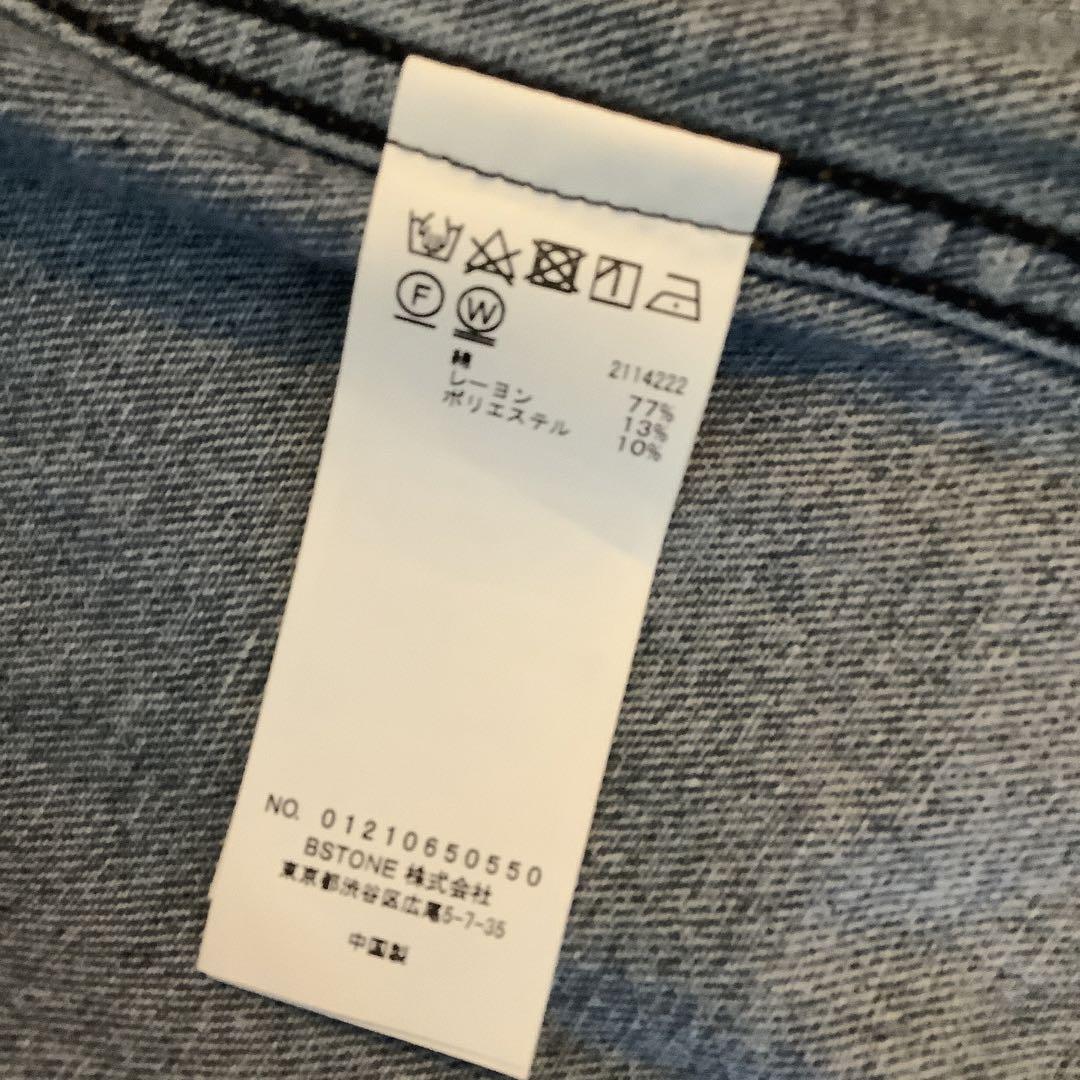 F W
2114222
綿 77%
レーヨン 13%
ポリエステル 10%
NO. 01210650550
BSTONE 株式会社
東京都渋谷区広尾5-7-35
中国製